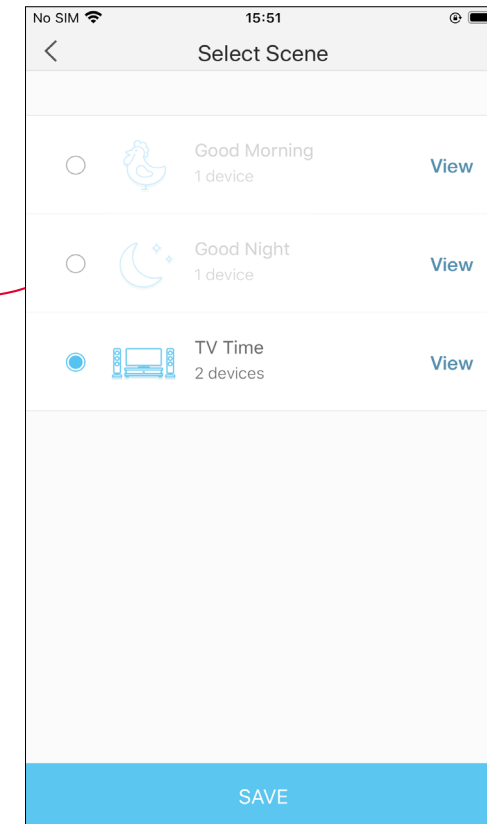 No SIM 15:51
Select Scene
Good Morning
1 device
View
Good Night
1 device
View
TV Time
2 devices
View
SAVE